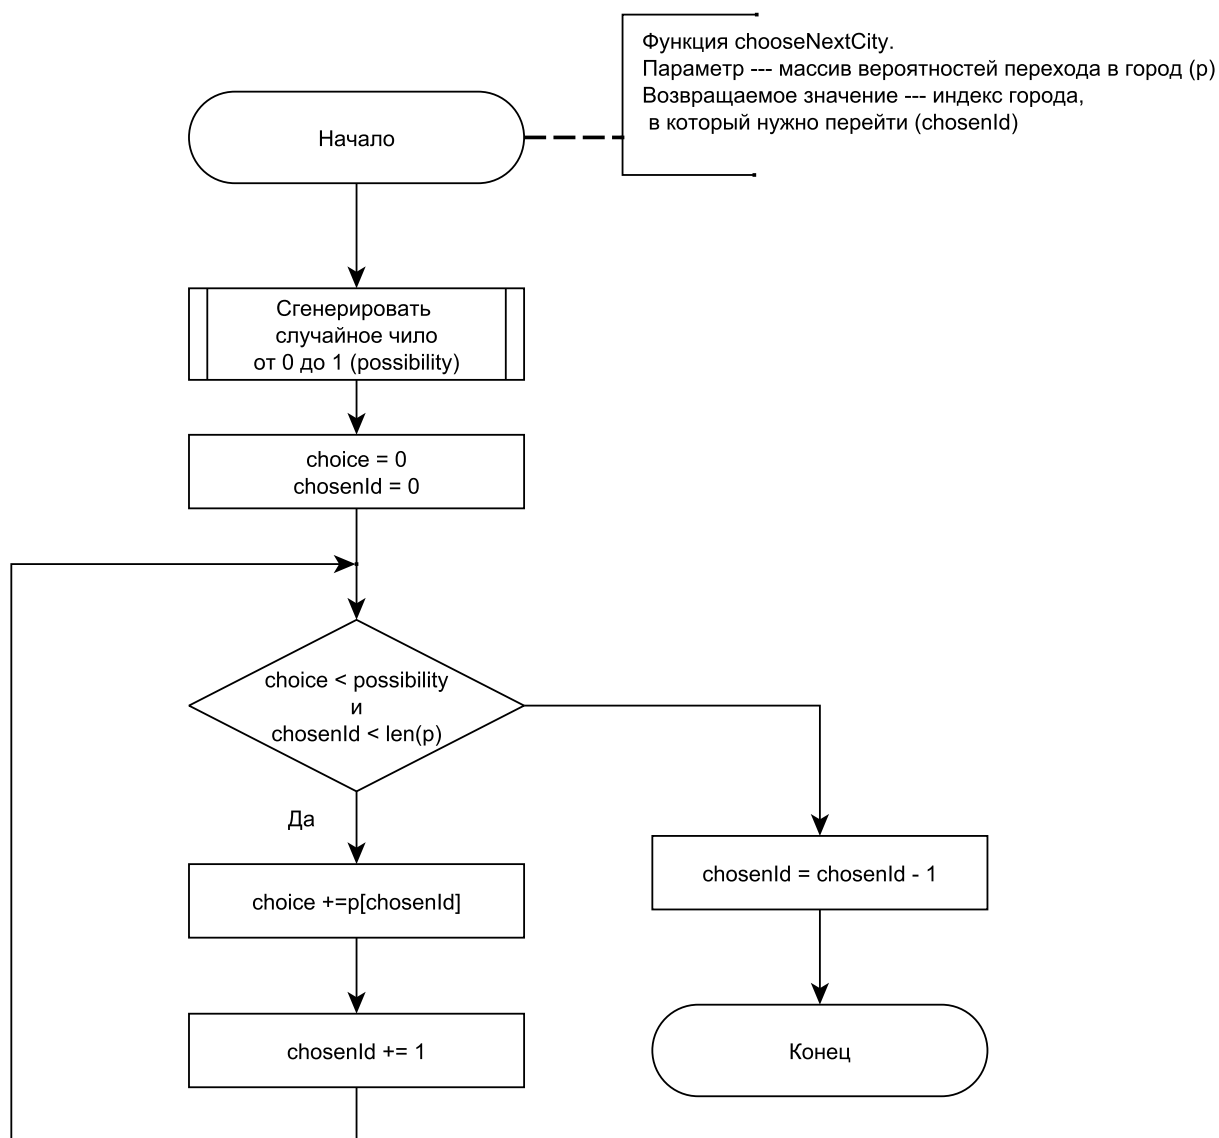 Функция chooseNextCity.
Параметр --- массив вероятностей перехода в город (p)
Возвращаемое значение --- индекс города,
в который нужно перейти (chosenId)
Начало
Сгенерировать
случайное чило
от 0 до 1 (possibility)
choice = 0
chosenId = 0
choice < possibility
и
chosenId < len(p)
Да
choice +=p[chosenId]
chosenId = chosenId - 1
chosenId += 1
Конец